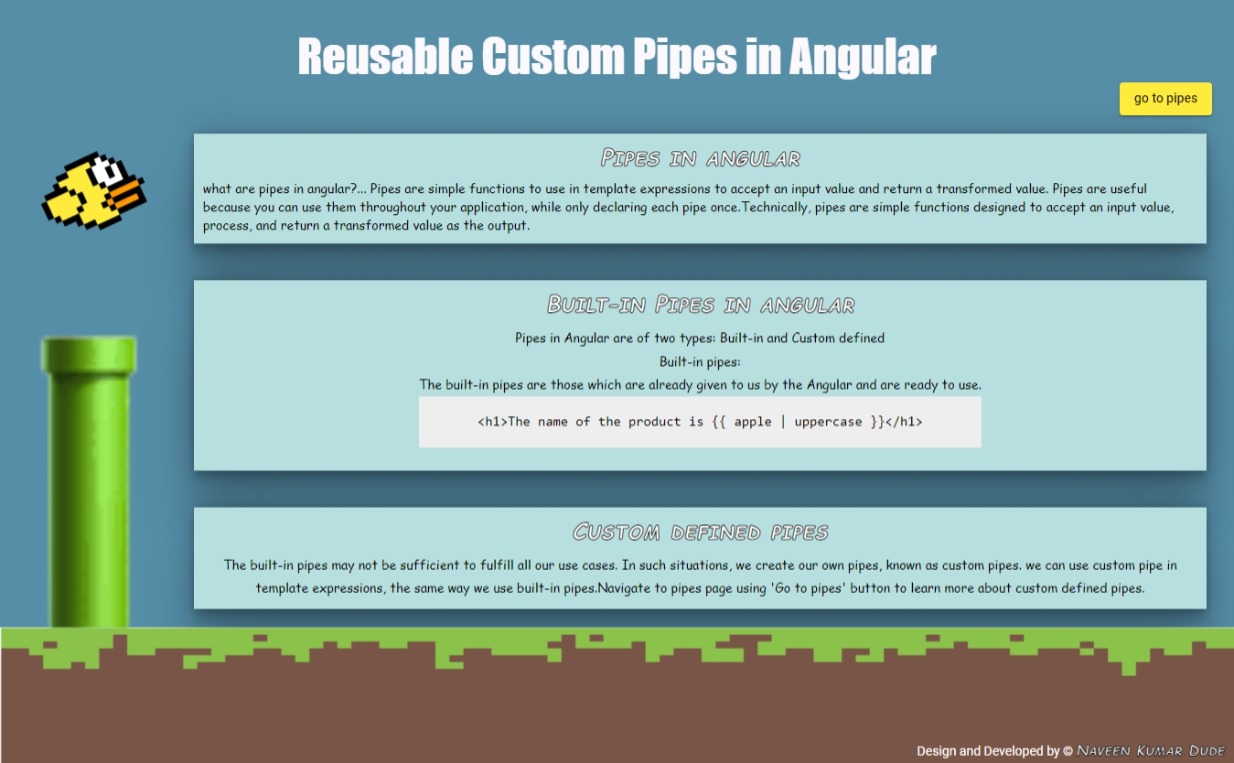 Reusable Custom Pipes in Angular
go to pipes
Pipes in angular
what are pipes in angular?... Pipes are simple functions to use in template expressions to accept an input value and return a transformed value. Pipes are useful
because you can use them throughout your application, while only declaring each pipe once.Technically, pipes are simple functions designed to accept an input value,
process, and return a transformed value as the output.
Built-in Pipes in angular
Pipes in Angular are of two types: Built-in and Custom defined
Built-in pipes:
The built-in pipes are those which are already given to us by the Angular and are ready to use.
<h1>The name of the product is {{ apple | uppercase }}</h1>
Custom defined pipes
The built-in pipes may not be sufficient to fulfill all our use cases. In such situations, we create our own pipes, known as custom pipes. we can use custom pipe in
template expressions, the same way we use built-in pipes.Navigate to pipes page using 'Go to pipes' button to learn more about custom defined pipes.
Design and Developed by © Naveen Kumar Dude